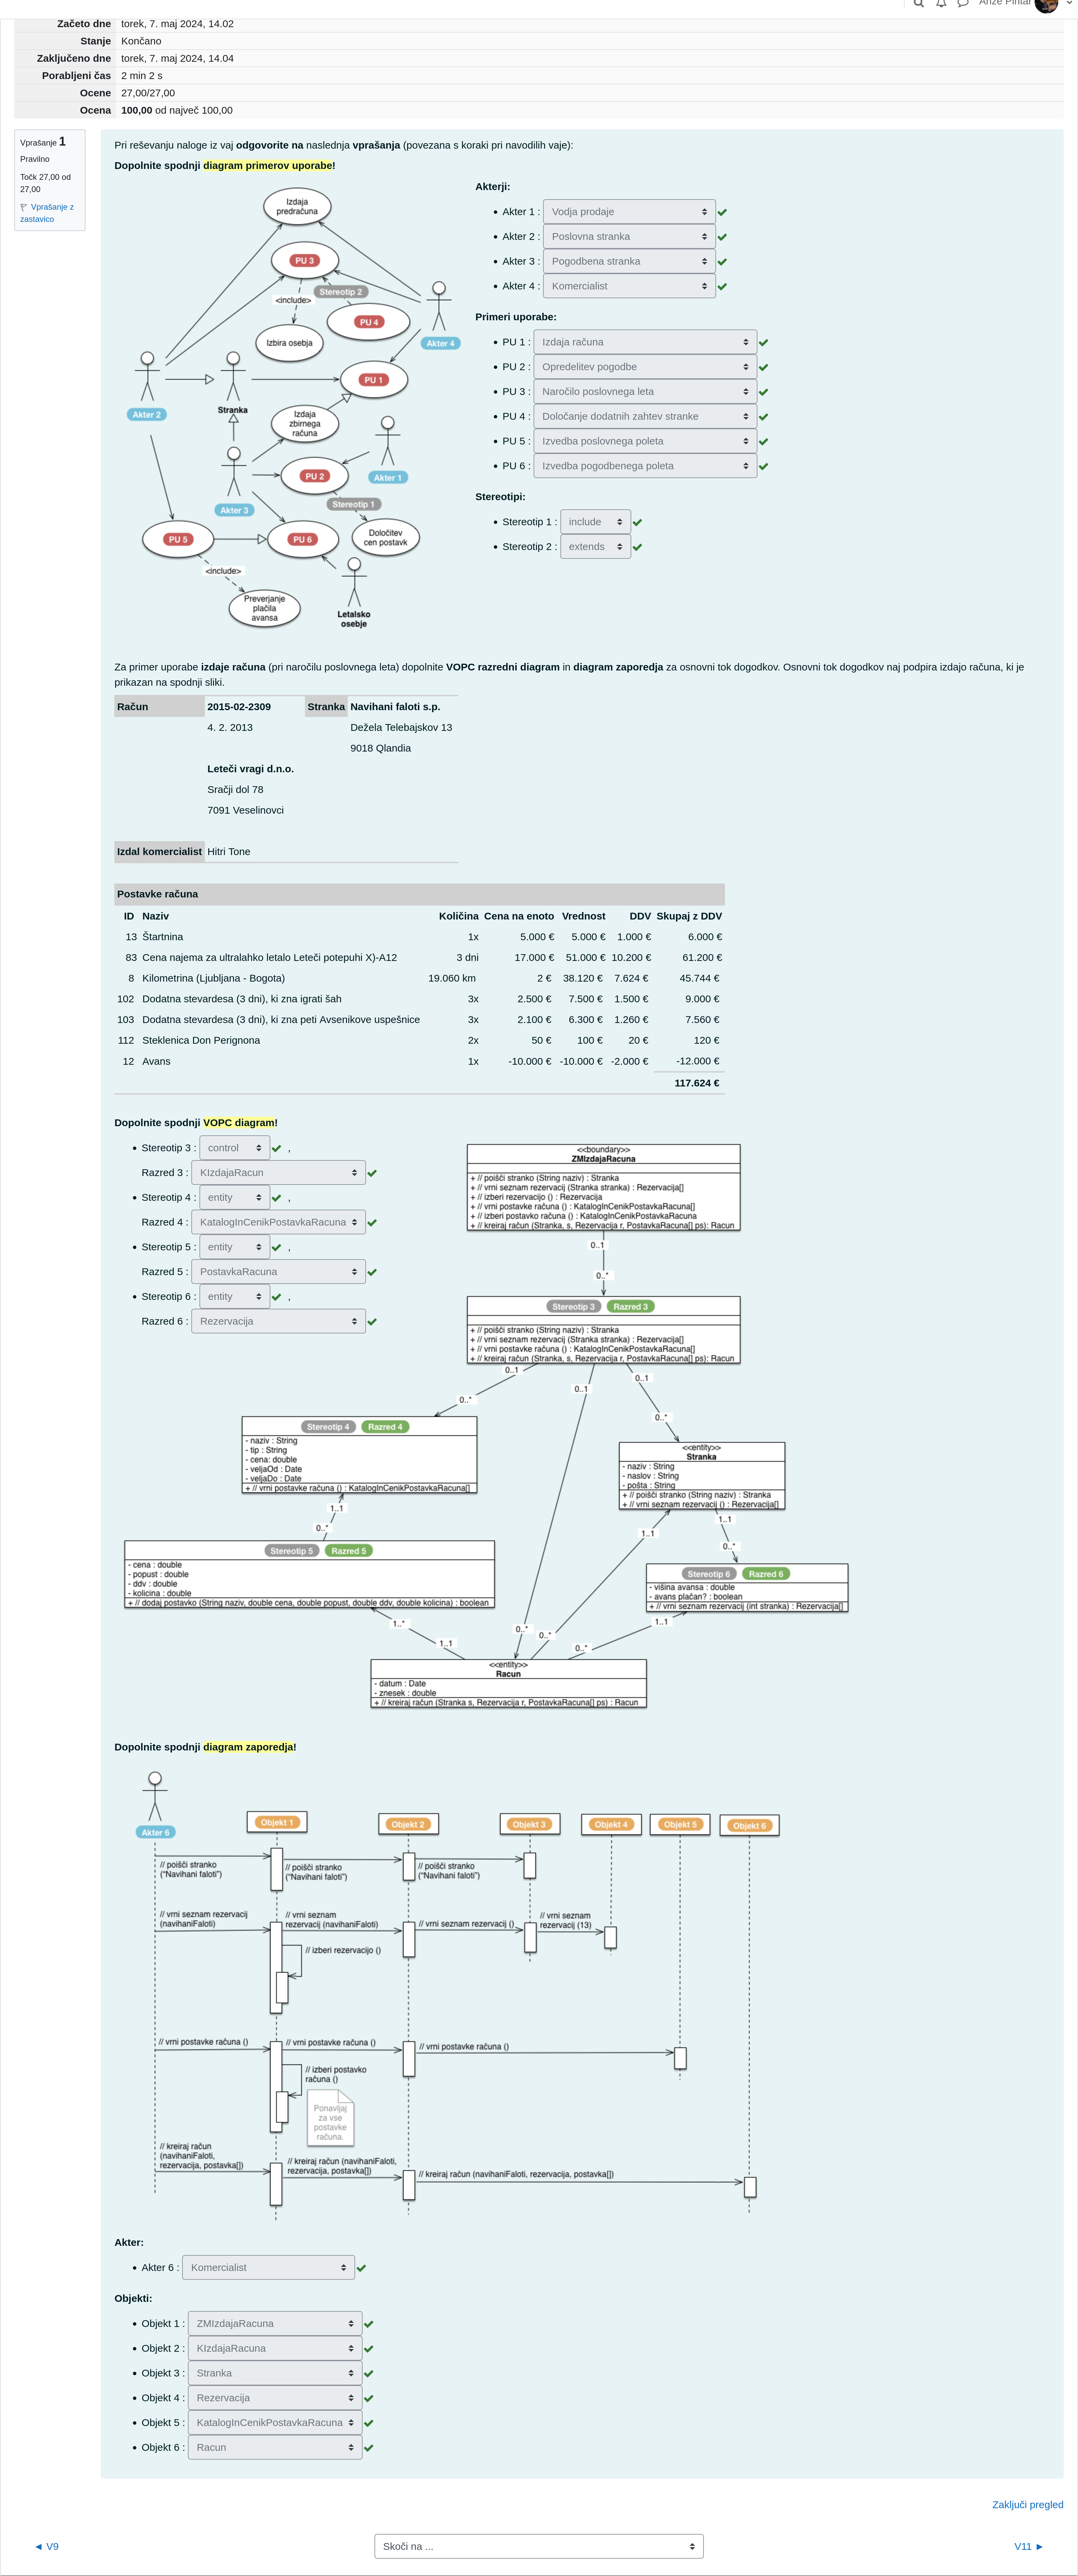 Anže Pintar
Začeto dne torek, 7. maj 2024, 14.02
Stanje Končano
Zaključeno dne torek, 7. maj 2024, 14.04
Porabljeni čas 2 min 2 s
Ocene 27,00/27,00
Ocena 100,00 od največ 100,00
Vprašanje 1
Pravilno
Točk 27,00 od
27,00
Vprašanje z
zastavico
Pri reševanju naloge iz vaj odgovorite na naslednja vprašanja (povezana s koraki pri navodilih vaje):
Dopolnite spodnji diagram primerov uporabe!
Izdaja
predračuna
PU 3
<include>
Stereotip 2
PU 4
Izbira osebja
Akter 4
PU 1
Akter 2
Stranka
Izdaja
zbirnega
računa
PU 2
Akter 1
Akter 3
Stereotip 1
PU 5
PU 6
Določitev
cen postavk
<include>
Preverjanje
plačila
avansa
Letalsko
osebje
Akterji:
Akter 1 : Vodja prodaje
Akter 2 : Poslovna stranka
Akter 3 : Pogodbena stranka
Akter 4 : Komercialist
Primeri uporabe:
PU 1 : Izdaja računa
PU 2 : Opredelitev pogodbe
PU 3 : Naročilo poslovnega leta
PU 4 : Določanje dodatnih zahtev stranke
PU 5 : Izvedba poslovnega poleta
PU 6 : Izvedba pogodbenega poleta
Stereotipi:
Stereotip 1 : include
Stereotip 2 : extends
Za primer uporabe izdaje računa (pri naročilu poslovnega leta) dopolnite VOPC razredni diagram in diagram zaporedja za osnovni tok dogodkov. Osnovni tok dogodkov naj podpira izdajo računa, ki je
prikazan na spodnji sliki.
Račun 2015-02-2309 Stranka Navihani faloti s.p.
4. 2. 2013 Dežela Telebajskov 13
9018 Qlandia
Leteči vragi d.n.o.
Sračji dol 78
7091 Veselinovci
Izdal komercialist Hitri Tone
Postavke računa
ID Naziv Količina Cena na enoto Vrednost DDV Skupaj z DDV
13 Štartnina 1x 5.000 € 5.000 € 1.000 € 6.000 €
83 Cena najema za ultralahko letalo Leteči potepuhi X)-A12 3 dni 17.000 € 51.000 € 10.200 € 61.200 €
8 Kilometrina (Ljubljana - Bogota) 19.060 km 2 € 38.120 € 7.624 € 45.744 €
102 Dodatna stevardesa (3 dni), ki zna igrati šah 3x 2.500 € 7.500 € 1.500 € 9.000 €
103 Dodatna stevardesa (3 dni), ki zna peti Avsenikove uspešnice 3x 2.100 € 6.300 € 1.260 € 7.560 €
112 Steklenica Don Perignona 2x 50 € 100 € 20 € 120 €
12 Avans 1x -10.000 € -10.000 € -2.000 € -12.000 €
117.624 €
Dopolnite spodnji VOPC diagram!
Stereotip 3 : control ,
Razred 3 : KIzdajaRacun
Stereotip 4 : entity ,
Razred 4 : KatalogInCenikPostavkaRacuna
Stereotip 5 : entity ,
Razred 5 : PostavkaRacuna
Stereotip 6 : entity ,
Razred 6 : Rezervacija
<<boundary>>
ZMIzdajaRacuna
+ // poišči stranko (String naziv) : Stranka
+ // vrni seznam rezervacij (Stranka stranka) : Rezervacija[]
+ // izberi rezervacijo () : Rezervacija
+ // vrni postavke računa () : KatalogInCenikPostavkaRacuna[]
+ // izberi postavko računa () : KatalogInCenikPostavkaRacuna
+ // kreiraj račun (Stranka, s, Rezervacija r, PostavkaRacuna[] ps): Racun
0..1
0..*
Stereotip 3 Razred 3
+ // poišči stranko (String naziv) : Stranka
+ // vrni seznam rezervacij (Stranka stranka) : Rezervacija[]
+ // vrni postavke računa () : KatalogInCenikPostavkaRacuna[]
+ // kreiraj račun (Stranka, s, Rezervacija r, PostavkaRacuna[] ps): Racun
0..1
0..1
0..1
0..*
0..*
Stereotip 4 Razred 4
- naziv : String
- tip : String
- cena: double
- veljaOd : Date
- veljaDo : Date
+ // vrni postavke računa () : KatalogInCenikPostavkaRacuna[]
<<entity>>
Stranka
- naziv : String
- naslov : String
- pošta : String
+ // poišči stranko (String naziv) : Stranka
+ // vrni seznam rezervacij () : Rezervacija[]
1..1
0..*
1..1
1..1
0..*
Stereotip 5 Razred 5
- cena : double
- popust : double
- ddv : double
- kolicina : double
+ // dodaj postavko (String naziv, double cena, double popust, double ddv, double kolicina) : boolean
Stereotip 6 Razred 6
- višina avansa : double
- avans plačan? : boolean
+ // vrni seznam rezervacij (int stranka) : Rezervacija[]
1..*
1..1
0..*
0..*
0..*
1..1
<<entity>>
Racun
- datum : Date
- znesek : double
+ // kreiraj račun (Stranka s, Rezervacija r, PostavkaRacuna[] ps) : Racun
Dopolnite spodnji diagram zaporedja!
Akter 6
Objekt 1
Objekt 2
Objekt 3
Objekt 4
Objekt 5
Objekt 6
// poišči stranko
("Navihani faloti")
// poišči stranko
("Navihani faloti")
// poišči stranko
("Navihani faloti")
// vrni seznam rezervacij
(navihaniFaloti)
// vrni seznam
rezervacij (navihaniFaloti)
// vrni seznam rezervacij ()
// vrni seznam
rezervacij (13)
// izberi rezervacijo ()
// vrni postavke računa ()
// vrni postavke računa ()
// vrni postavke računa ()
// izberi postavko
računa ()
Ponavljaj
za vse
postavke
računa.
// kreiraj račun
(navihaniFaloti,
rezervacija, postavka[])
// kreiraj račun (navihaniFaloti,
rezervacija, postavka[])
// kreiraj račun (navihaniFaloti, rezervacija, postavka[])
Akter:
Akter 6 : Komercialist
Objekti:
Objekt 1 : ZMIzdajaRacuna
Objekt 2 : KIzdajaRacuna
Objekt 3 : Stranka
Objekt 4 : Rezervacija
Objekt 5 : KatalogInCenikPostavkaRacuna
Objekt 6 : Racun
Zaključi pregled
◄ V9
Skoči na ...
V11 ►